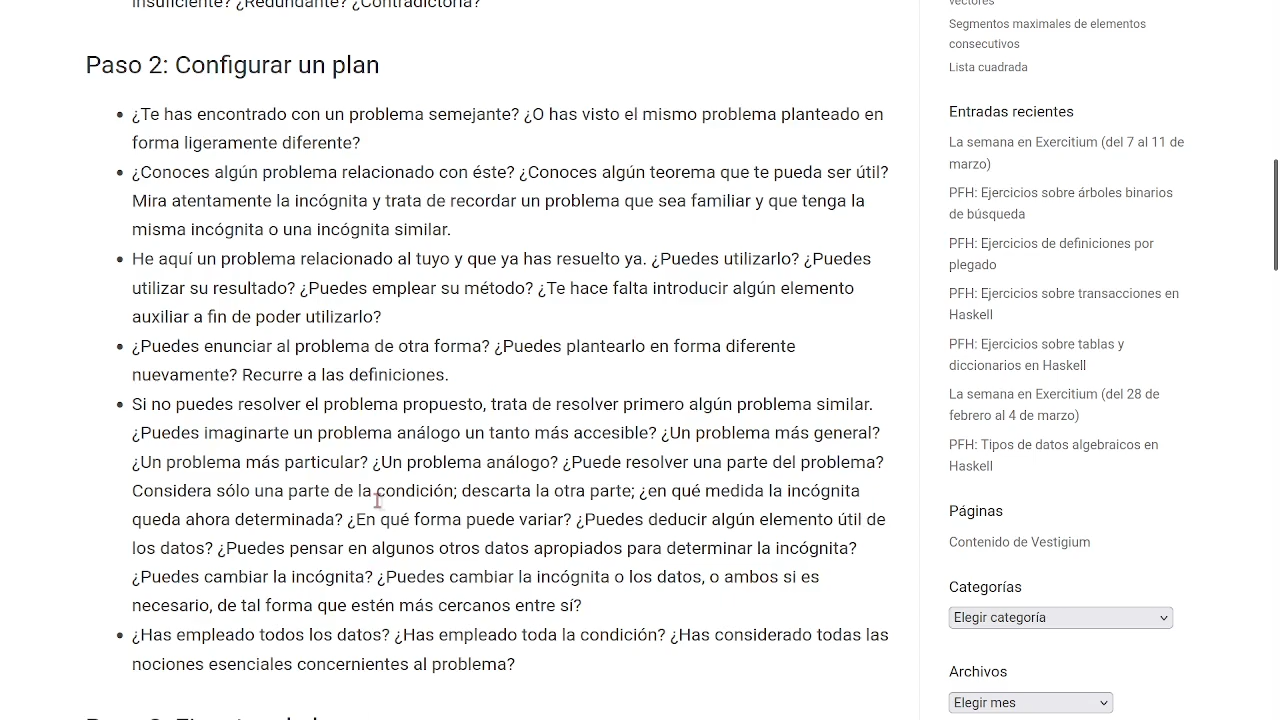 insuficiente? ¿Redundante? ¿Contradictoria?
Paso 2: Configurar un plan
¿Te has encontrado con un problema semejante? ¿O has visto el mismo problema planteado en
forma ligeramente diferente?
¿Conoces algún problema relacionado con éste? ¿Conoces algún teorema que te pueda ser útil?
Mira atentamente la incógnita y trata de recordar un problema que sea familiar y que tenga la
misma incógnita o una incógnita similar.
He aquí un problema relacionado al tuyo y que ya has resuelto ya. ¿Puedes utilizarlo? ¿Puedes
utilizar su resultado? ¿Puedes emplear su método? ¿Te hace falta introducir algún elemento
auxiliar a fin de poder utilizarlo?
¿Puedes enunciar al problema de otra forma? ¿Puedes plantearlo en forma diferente
nuevamente? Recurre a las definiciones.
Si no puedes resolver el problema propuesto, trata de resolver primero algún problema similar.
¿Puedes imaginarte un problema análogo un tanto más accesible? ¿Un problema más general?
¿Un problema más particular? ¿Un problema análogo? ¿Puede resolver una parte del problema?
Considera sólo una parte de la condición; descarta la otra parte; ¿en qué medida la incógnita
queda ahora determinada? ¿En qué forma puede variar? ¿Puedes deducir algún elemento útil de
los datos? ¿Puedes pensar en algunos otros datos apropiados para determinar la incógnita?
¿Puedes cambiar la incógnita? ¿Puedes cambiar la incógnita o los datos, o ambos si es
necesario, de tal forma que estén más cercanos entre sí?
¿Has empleado todos los datos? ¿Has empleado toda la condición? ¿Has considerado todas las
nociones esenciales concernientes al problema?
vectores
Segmentos maximales de elementos
consecutivos
Lista cuadrada
Entradas recientes
La semana en Exercitium (del 7 al 11 de
marzo)
PFH: Ejercicios sobre árboles binarios
de búsqueda
PFH: Ejercicios de definiciones por
plegado
PFH: Ejercicios sobre transacciones en
Haskell
PFH: Ejercicios sobre tablas y
diccionarios en Haskell
La semana en Exercitium (del 28 de
febrero al 4 de marzo)
PFH: Tipos de datos algebraicos en
Haskell
Páginas
Contenido de Vestigium
Categorías
Elegir categoría
Archivos
Elegir mes